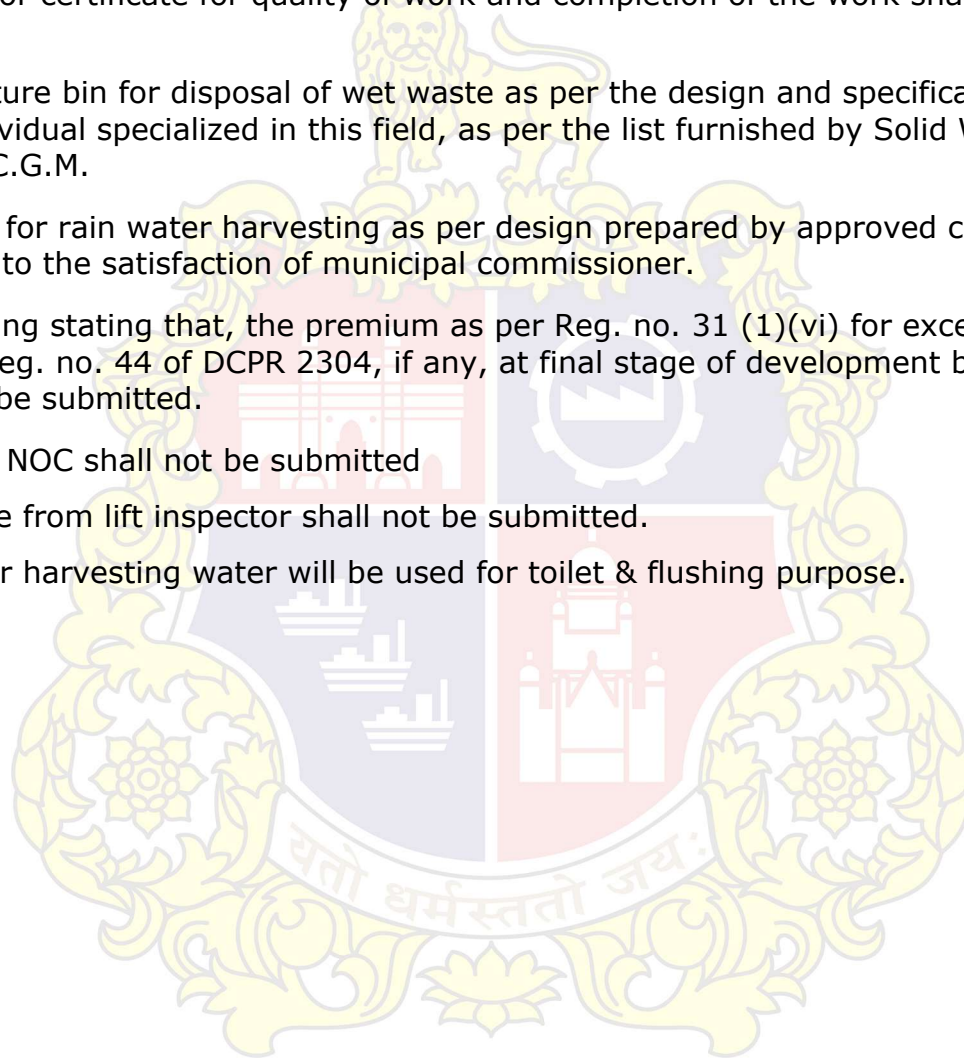 or certificate for quality of work and completion of the work sha
ture bin for disposal of wet waste as per the design and specifica
vidual specialized in this field, as per the list furnished by Solid W
C.G.M.
for rain water harvesting as per design prepared by approved c
to the satisfaction of municipal commissioner.
ng stating that, the premium as per Reg. no. 31 (1)(vi) for exce
eg. no. 44 of DCPR 2304, if any, at final stage of development b
be submitted.
NOC shall not be submitted
e from lift inspector shall not be submitted.
r harvesting water will be used for toilet & flushing purpose.
यतो धर्मस्ततो जय: